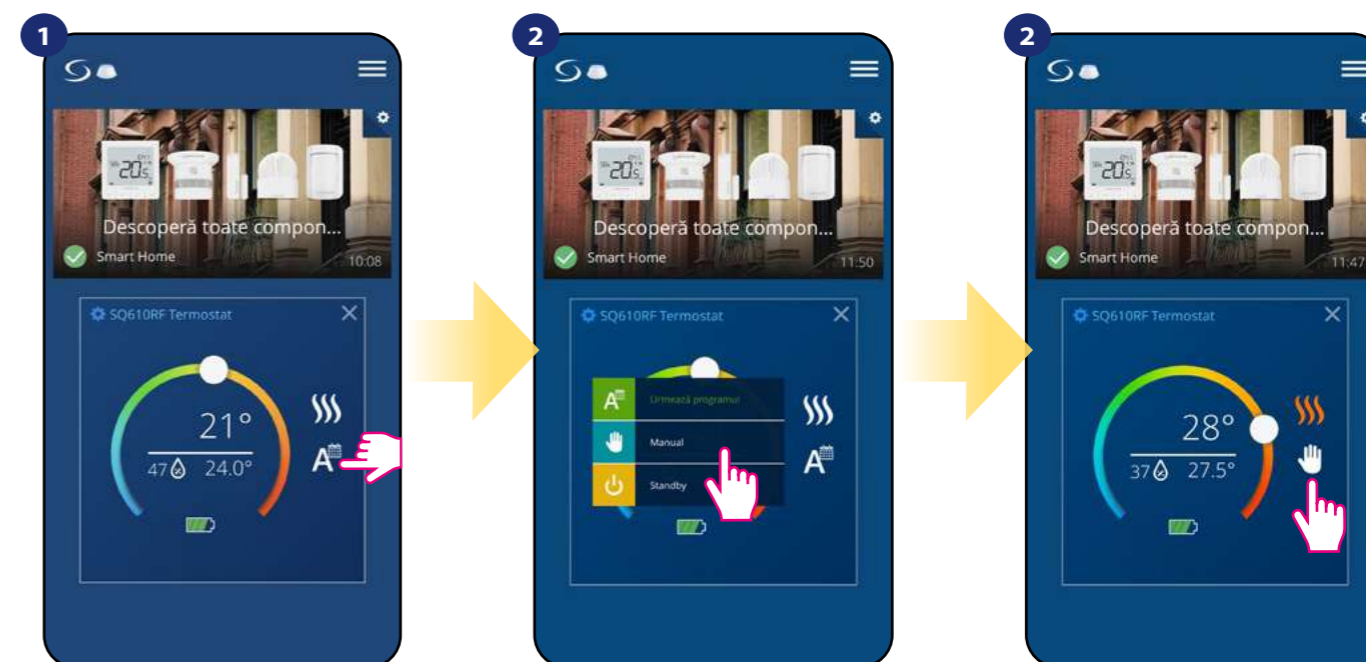 1
Descoperă toate compon...
Smart Home
10:08
SQ610RF Termostat
21°
47 24.0°
A
2
Descoperă toate compon...
Smart Home
11:50
SQ610RF Termostat
A Urmează programul
Manual
Standby
A
2
Descoperă toate compon...
Smart Home
11:47
SQ610RF Termostat
28°
37 27.5°